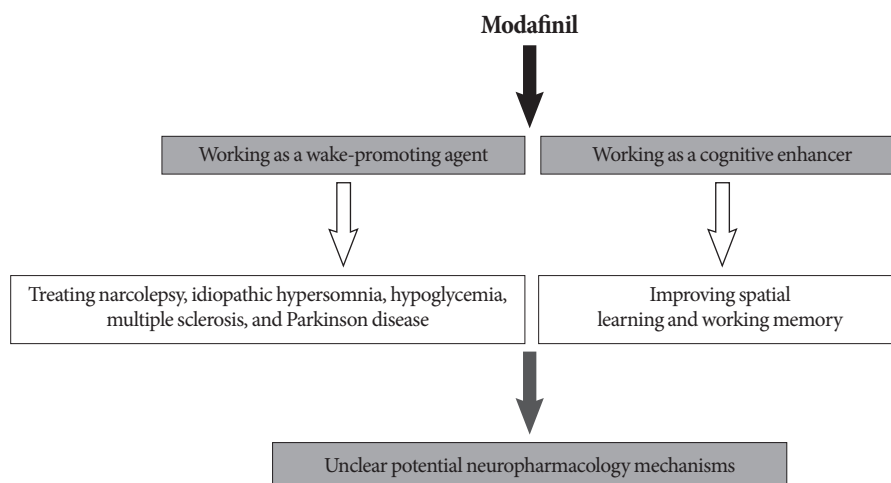 Modafinil
Working as a wake-promoting agent
Working as a cognitive enhancer
Treating narcolepsy, idiopathic hypersomnia, hypoglycemia,
multiple sclerosis, and Parkinson disease
Improving spatial
learning and working memory
Unclear potential neuropharmacology mechanisms